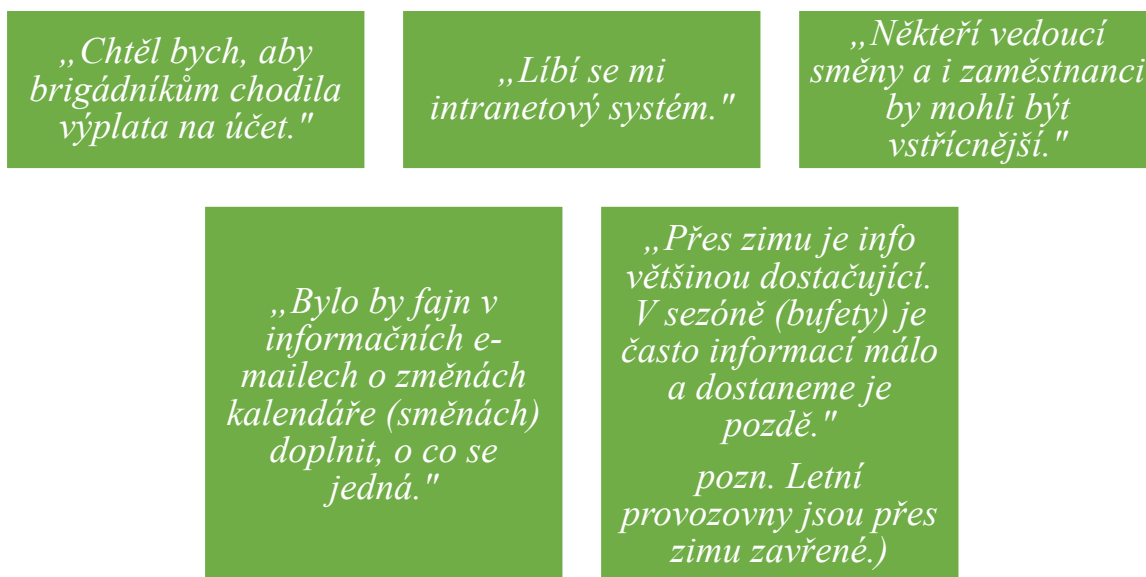 ,,Chtěl bych, aby
brigádníkům chodila
výplata na účet."
,,Líbí se mi
intranetový systém."
,,Někteří vedoucí
směny a i zaměstnanci
by mohli být
vstřícnější."
,,Bylo by fajn v
informačních e-
mailech o změnách
kalendáře (směnách)
doplnit, o co se
jedná."
,,Přes zimu je info
většinou dostačující.
V sezóně (bufety) je
často informací málo
a dostaneme je
pozdě."
pozn. Letní
provozovny jsou přes
zimu zavřené.)